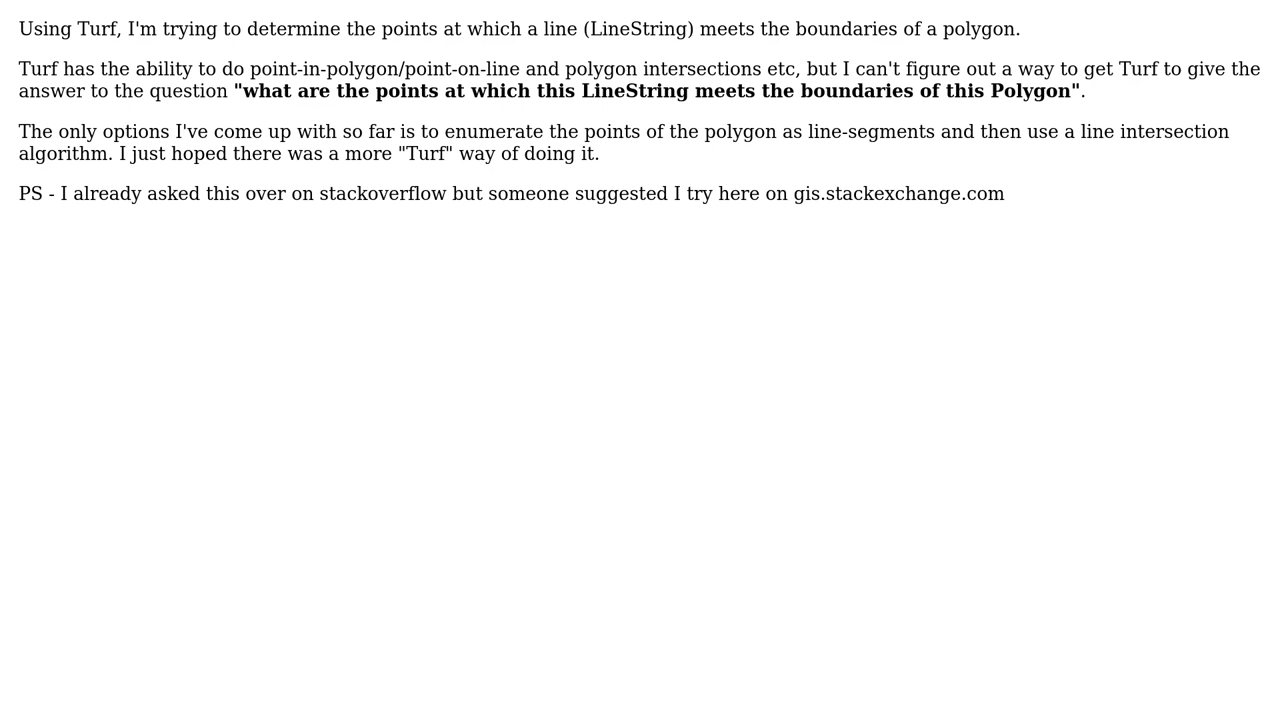 Using Turf, I'm trying to determine the points at which a line (LineString) meets the boundaries of a polygon.
Turf has the ability to do point-in-polygon/point-on-line and polygon intersections etc, but I can't figure out a way to get Turf to give the
answer to the question "what are the points at which this LineString meets the boundaries of this Polygon".
The only options I've come up with so far is to enumerate the points of the polygon as line-segments and then use a line intersection
algorithm. I just hoped there was a more "Turf" way of doing it.
PS - I already asked this over on stackoverflow but someone suggested I try here on gis.stackexchange.com